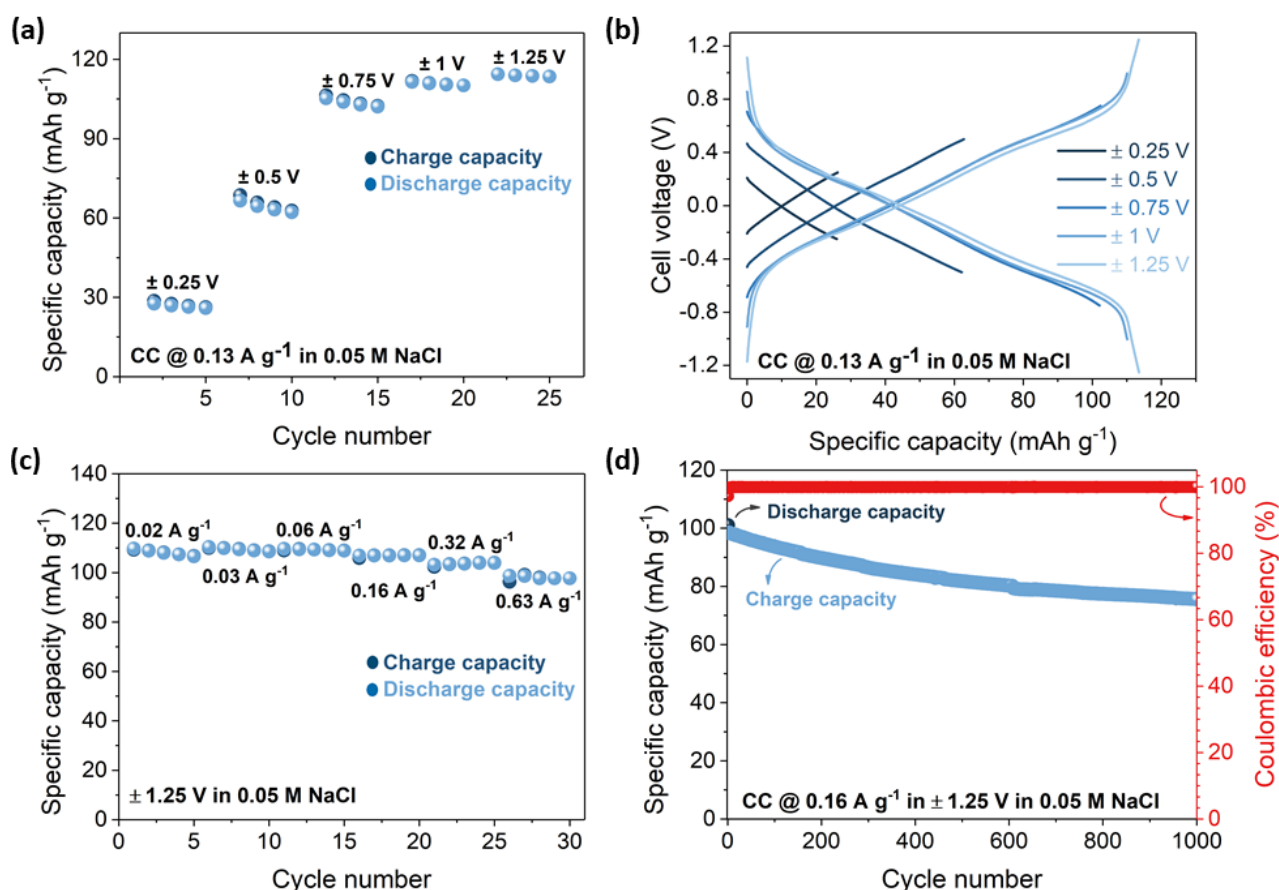 (a)
Specific capacity (mAh g⁻¹)
120
90
60
30
0
± 0.25 V
± 0.5 V
± 0.75 V
± 1 V
± 1.25 V
Charge capacity
Discharge capacity
CC @ 0.13 A g⁻¹ in 0.05 M NaCl
5 10 15 20 25
Cycle number
(b)
Cell voltage (V)
1.2
0.8
0.4
0.0
-0.4
-0.8
-1.2
± 0.25 V
± 0.5 V
± 0.75 V
± 1 V
± 1.25 V
CC @ 0.13 A g⁻¹ in 0.05 M NaCl
0 20 40 60 80 100 120
Specific capacity (mAh g⁻¹)
(c)
Specific capacity (mAh g⁻¹)
140
120
100
80
60
40
20
0
0.02 A g⁻¹
0.03 A g⁻¹
0.06 A g⁻¹
0.16 A g⁻¹
0.32 A g⁻¹
0.63 A g⁻¹
Charge capacity
Discharge capacity
± 1.25 V in 0.05 M NaCl
0 5 10 15 20 25 30
Cycle number
(d)
Specific capacity (mAh g⁻¹)
120
100
80
60
40
20
0
Discharge capacity
Charge capacity
CC @ 0.16 A g⁻¹ in ± 1.25 V in 0.05 M NaCl
0 200 400 600 800 1000
Cycle number
100
80
60
40
20
0
Coulombic efficiency (%)